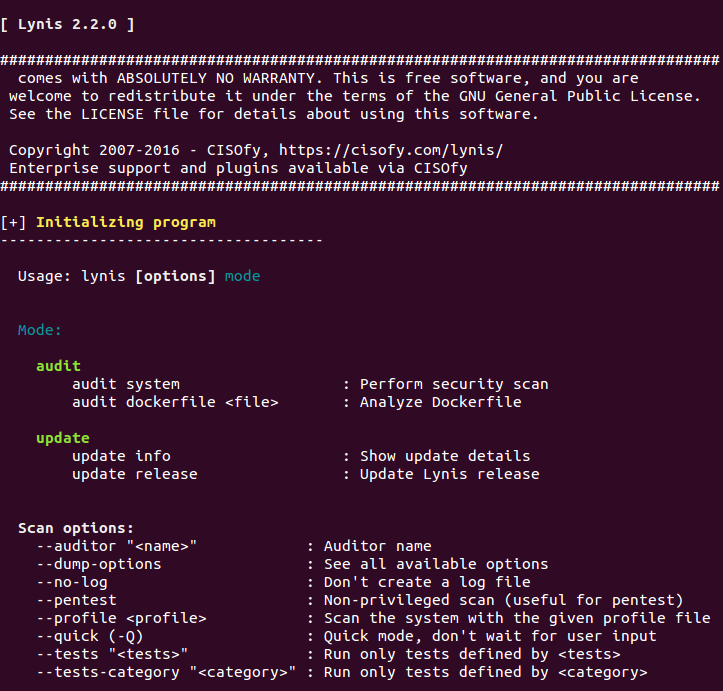 [ Lynis 2.2.0 ]
################################################################################
comes with ABSOLUTELY NO WARRANTY. This is free software, and you are
welcome to redistribute it under the terms of the GNU General Public License.
See the LICENSE file for details about using this software.
Copyright 2007-2016 - CISOfy, https://cisofy.com/lynis/
Enterprise support and plugins available via CISOfy
################################################################################
[+] Initializing program
------------------------------------
Usage: lynis [options] mode
Mode:
audit
audit system : Perform security scan
audit dockerfile <file> : Analyze Dockerfile
update
update info : Show update details
update release : Update Lynis release
Scan options:
--auditor "<name>" : Auditor name
--dump-options : See all available options
--no-log : Don't create a log file
--pentest : Non-privileged scan (useful for pentest)
--profile <profile> : Scan the system with the given profile file
--quick (-Q) : Quick mode, don't wait for user input
--tests "<tests>" : Run only tests defined by <tests>
--tests-category "<category>" : Run only tests defined by <category>